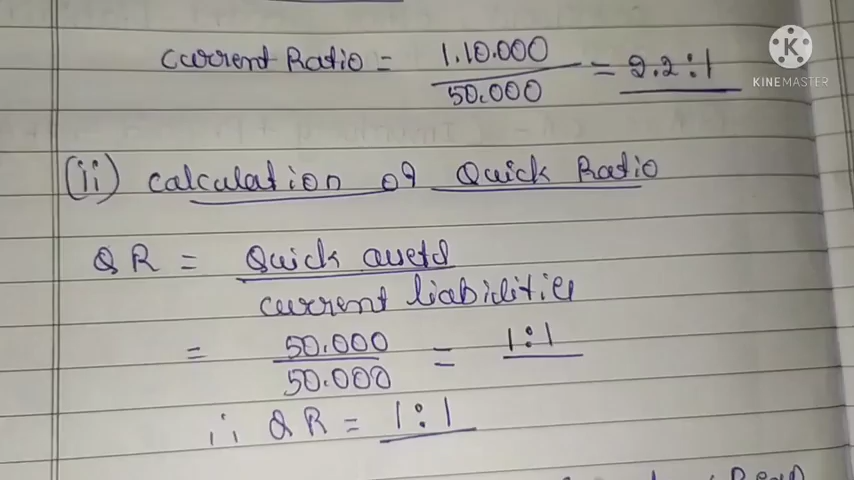 Current Ratio = 1.10.000 / 50.000 = 2.2:1
K
KINEMASTER
(ii) Calculation of Quick Ratio
QR = Quick assets
current liabilities
= 50.000 / 50.000 = 1:1
∴ QR = 1:1